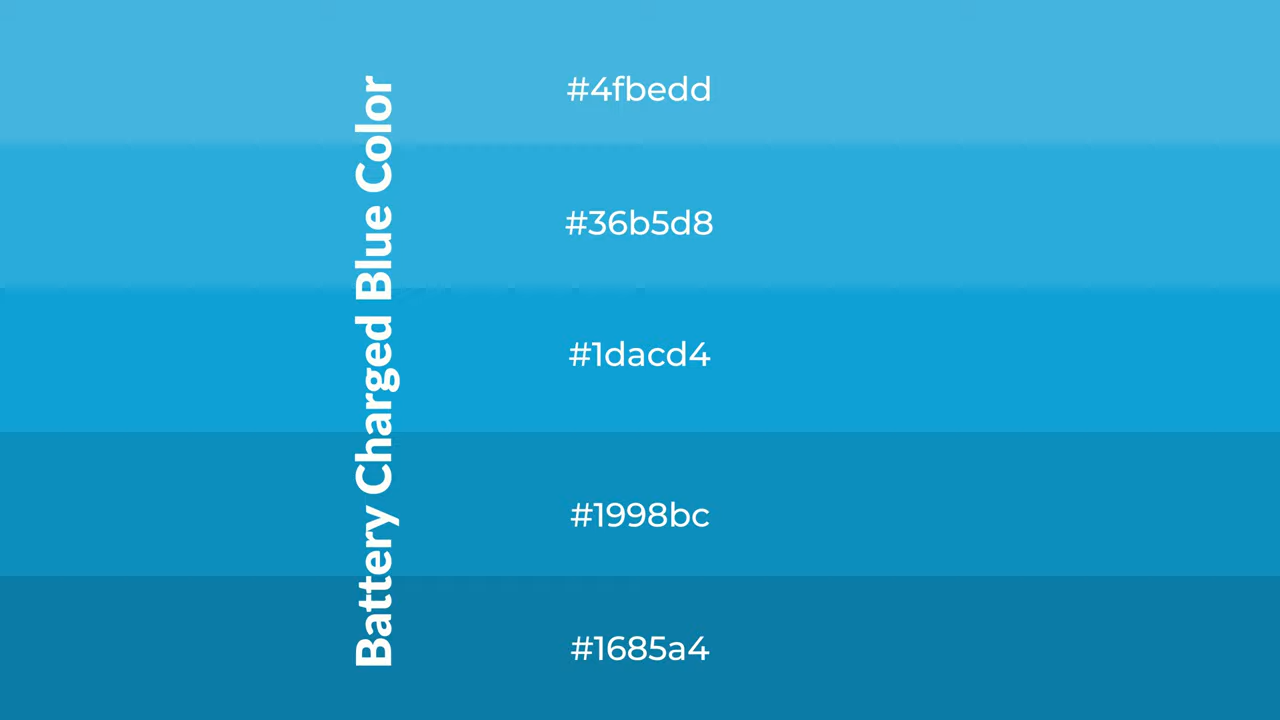 Battery Charged Blue Color
#4fbedd
#36b5d8
#1dacd4
#1998bc
#1685a4